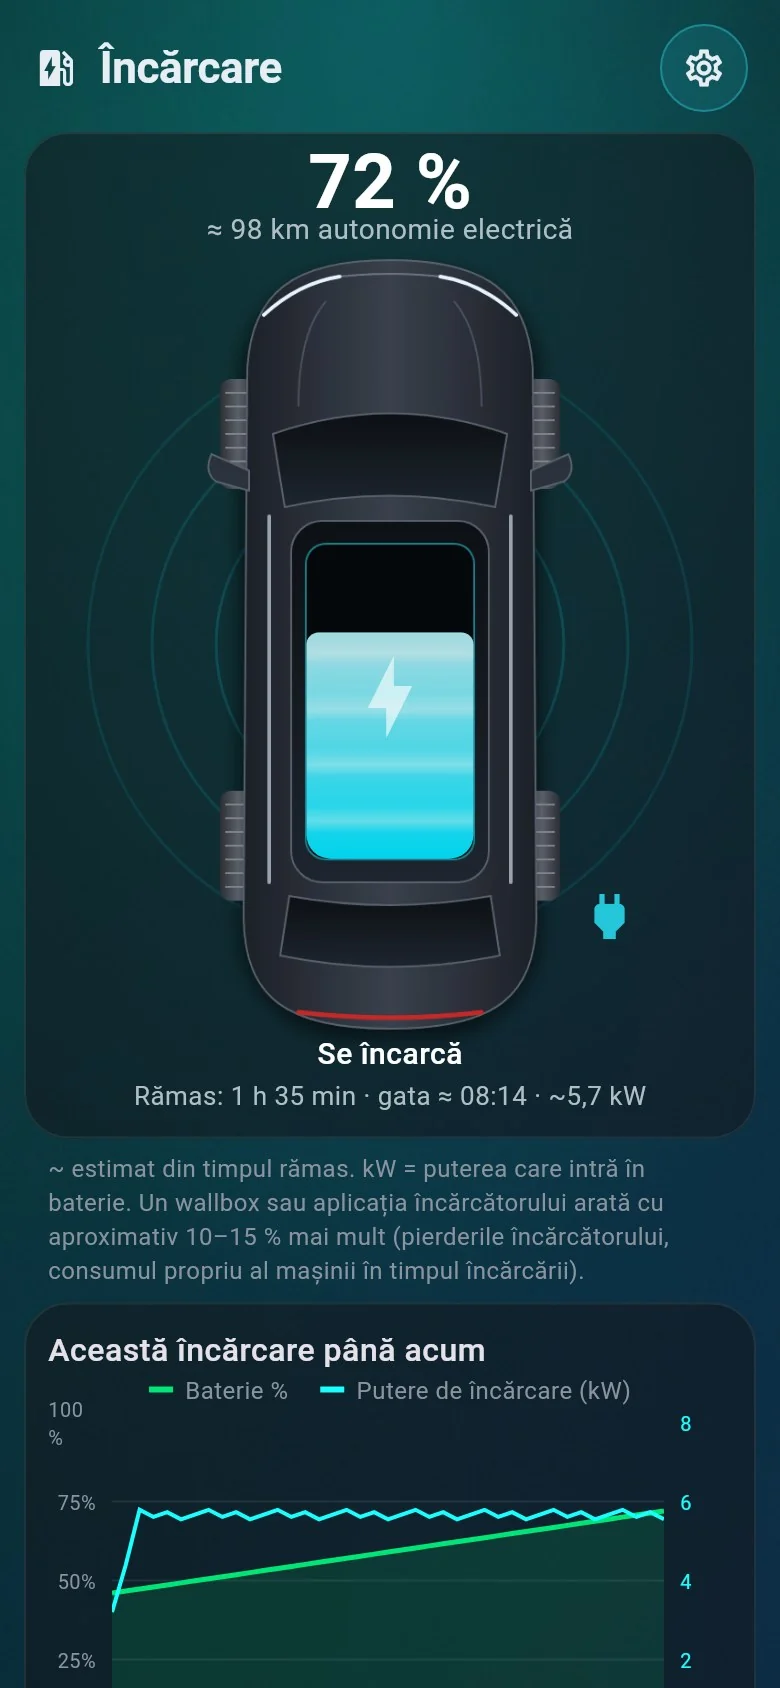 Încărcare
72 %
≈ 98 km autonomie electrică
Se încarcă
Rămas: 1 h 35 min · gata ≈ 08:14 · ~5,7 kW
~ estimat din timpul rămas. kW = puterea care intră în
baterie. Un wallbox sau aplicația încărcătorului arată cu
aproximativ 10–15 % mai mult (pierderile încărcătorului,
consumul propriu al mașinii în timpul încărcării).
Această încărcare până acum
Baterie % Putere de încărcare (kW)
100
%
8
75% 6
50% 4
25% 2